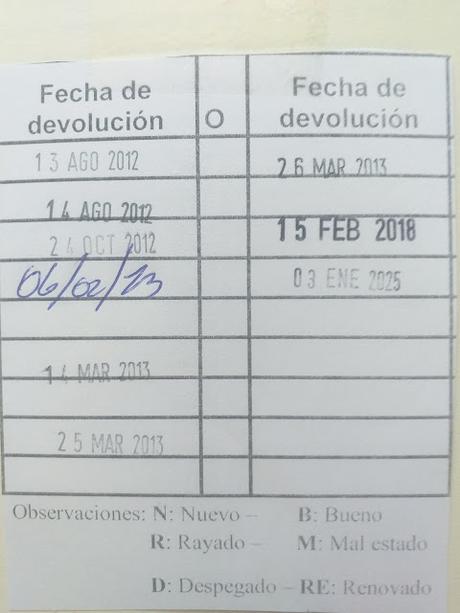 Fecha de devolución O Fecha de devolución
13 AGO 2012 26 MAR 2013
14 AGO 2012 15 FEB 2018
24 OCT 2012
06/02/13 03 ENE 2025
14 MAR 2013
25 MAR 2013
Observaciones: N: Nuevo – B: Bueno
R: Rayado – M: Mal estado
D: Despegado – RE: Renovado